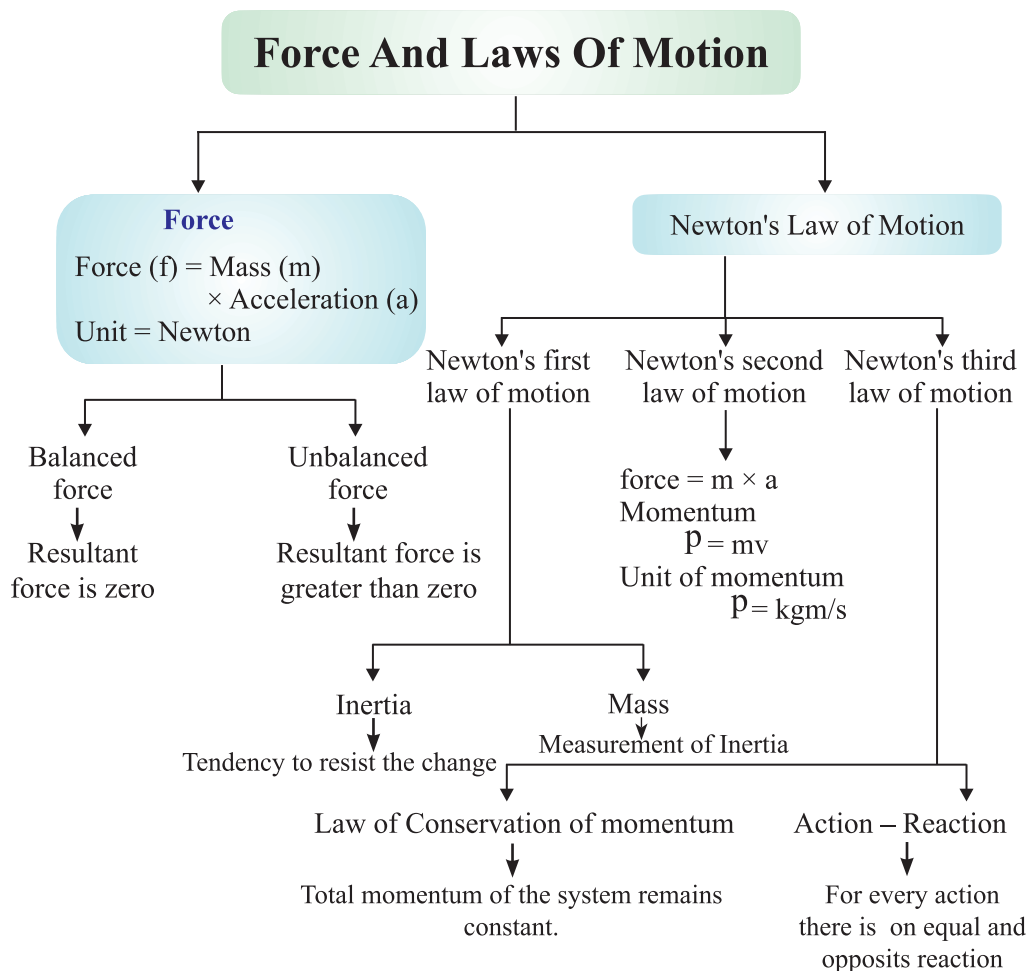 Force And Laws Of Motion
Force
Force (f) = Mass (m)
× Acceleration (a)
Unit = Newton
Balanced
force
Resultant
force is zero
Unbalanced
force
Resultant force is
greater than zero
Newton's Law of Motion
Newton's first
law of motion
Inertia
Tendency to resist the change
Mass
Measurement of Inertia
Newton's second
law of motion
force = m × a
Momentum
p = mv
Unit of momentum
p = kgm/s
Newton's third
law of motion
Law of Conservation of momentum
Total momentum of the system remains
constant.
Action – Reaction
For every action
there is on equal and
opposits reaction